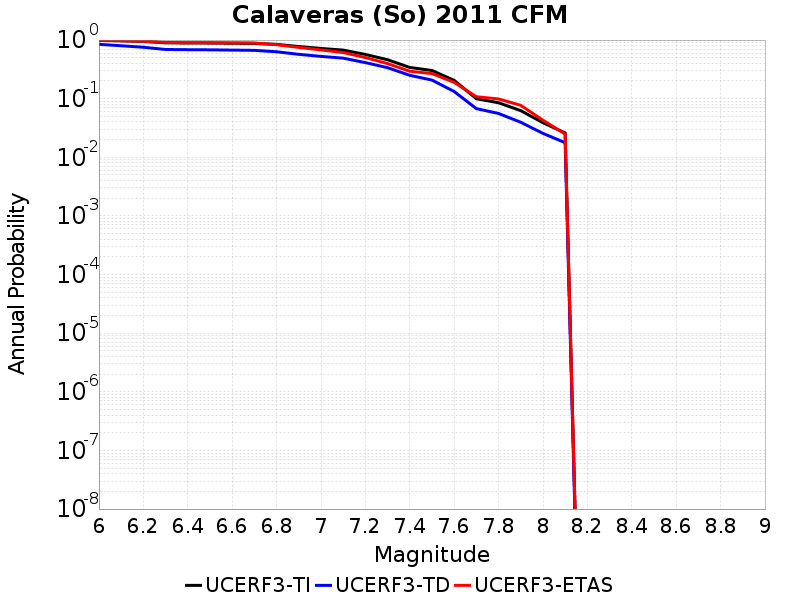 Calaveras (So) 2011 CFM
10^0
10^-1
10^-2
10^-3
10^-4
10^-5
10^-6
10^-7
10^-8
Annual Probability
6 6.2 6.4 6.6 6.8 7 7.2 7.4 7.6 7.8 8 8.2 8.4 8.6 8.8 9
Magnitude
UCERF3-TI UCERF3-TD UCERF3-ETAS